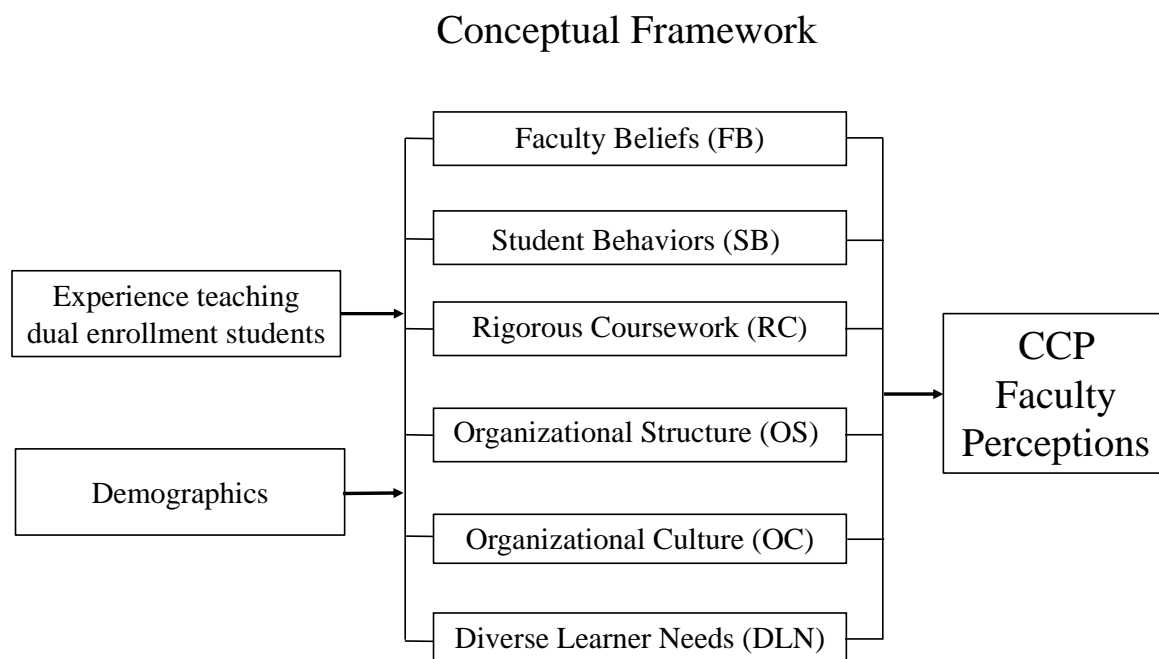 Conceptual Framework
Faculty Beliefs (FB)
Student Behaviors (SB)
Experience teaching
dual enrollment students
Rigorous Coursework (RC)
CCP
Faculty
Perceptions
Organizational Structure (OS)
Demographics
Organizational Culture (OC)
Diverse Learner Needs (DLN)